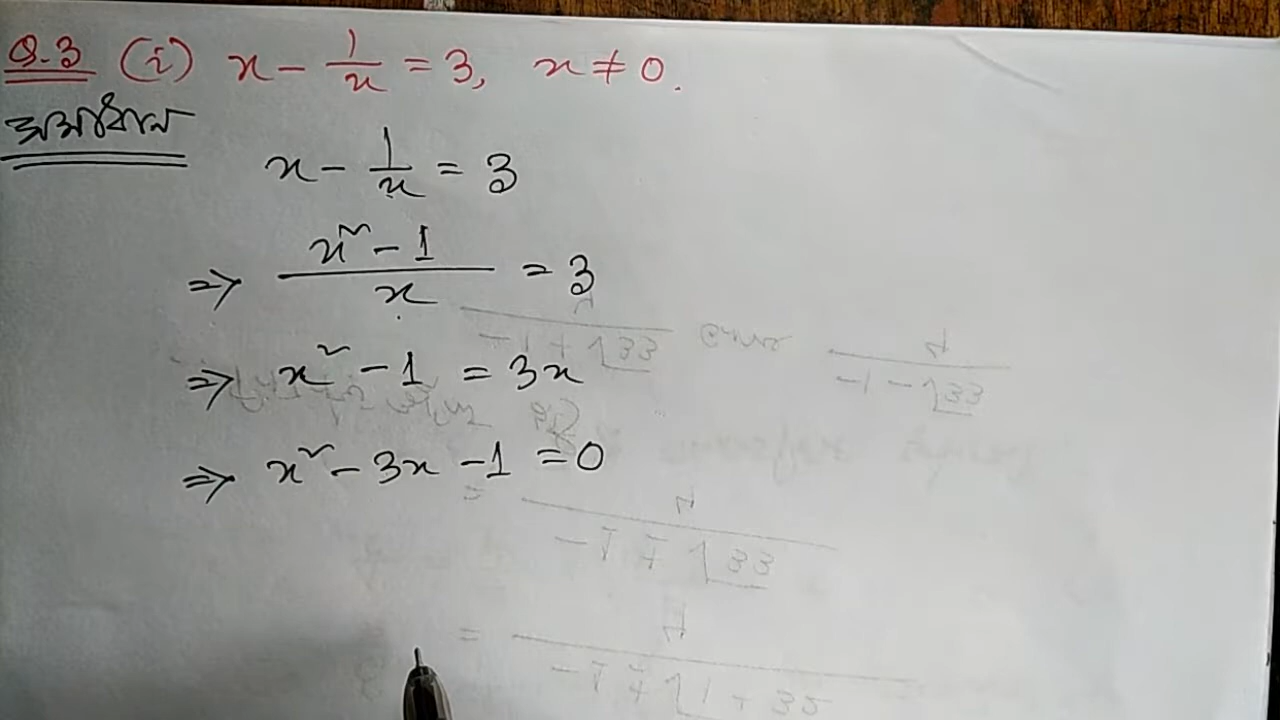 Q.3 (i) x - 1/x = 3, x ≠ 0.
সমাধান
x - 1/x = 3
⇒ (x² - 1)/x = 3
⇒ x² - 1 = 3x
⇒ x² - 3x - 1 = 0